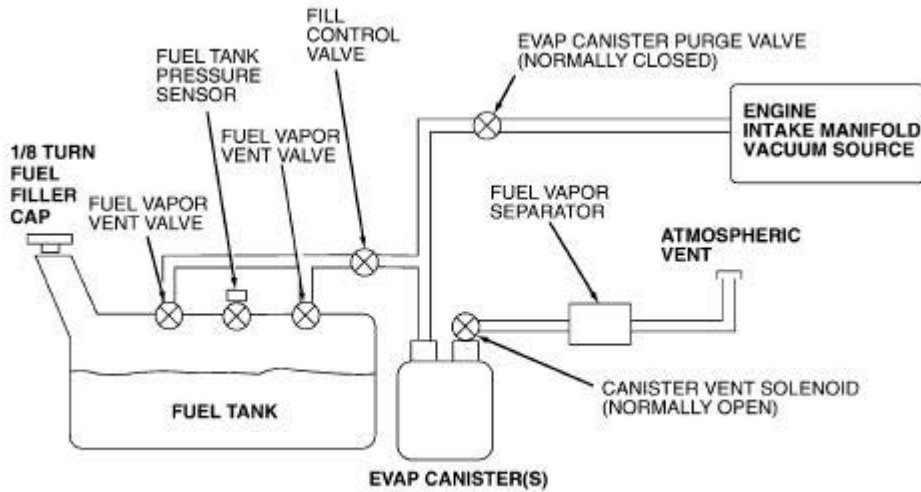 FILL
CONTROL
VALVE
EVAP CANISTER PURGE VALVE
(NORMALLY CLOSED)
FUEL TANK
PRESSURE
SENSOR
ENGINE
INTAKE MANIFOLD
VACUUM SOURCE
FUEL VAPOR
VENT VALVE
1/8 TURN
FUEL
FILLER
CAP
FUEL VAPOR
VENT VALVE
FUEL VAPOR
SEPARATOR
ATMOSPHERIC
VENT
CANISTER VENT SOLENOID
(NORMALLY OPEN)
FUEL TANK
EVAP CANISTER(S)